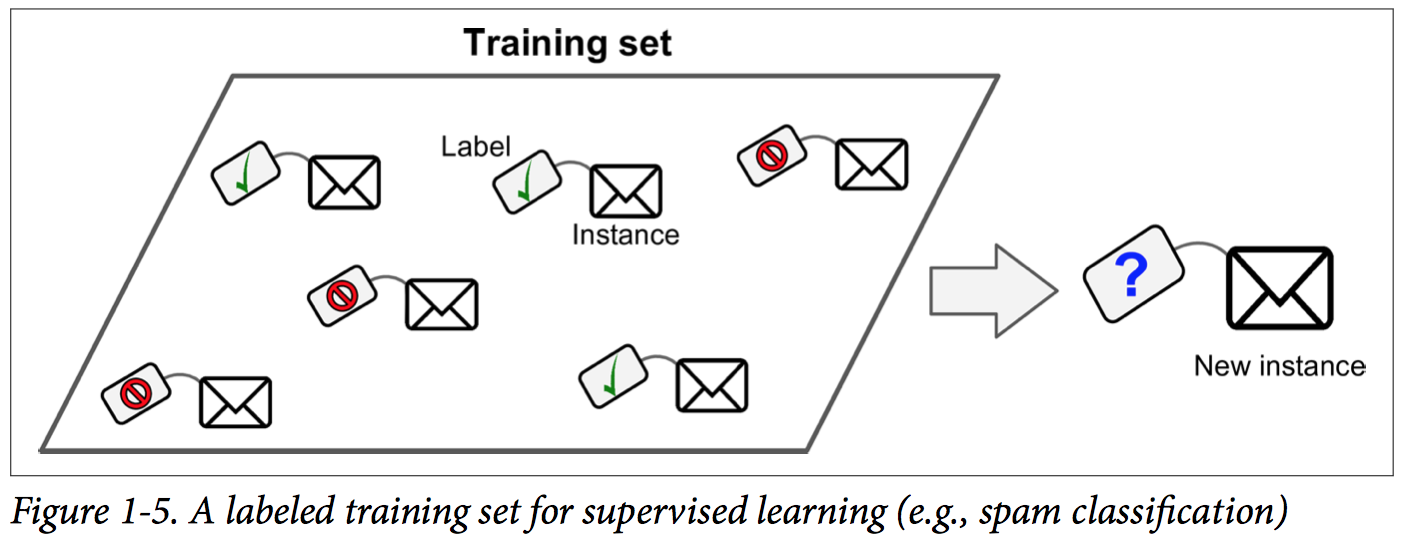 Training set
Label
Instance
?
New instance
Figure 1-5. A labeled training set for supervised learning (e.g., spam classification)